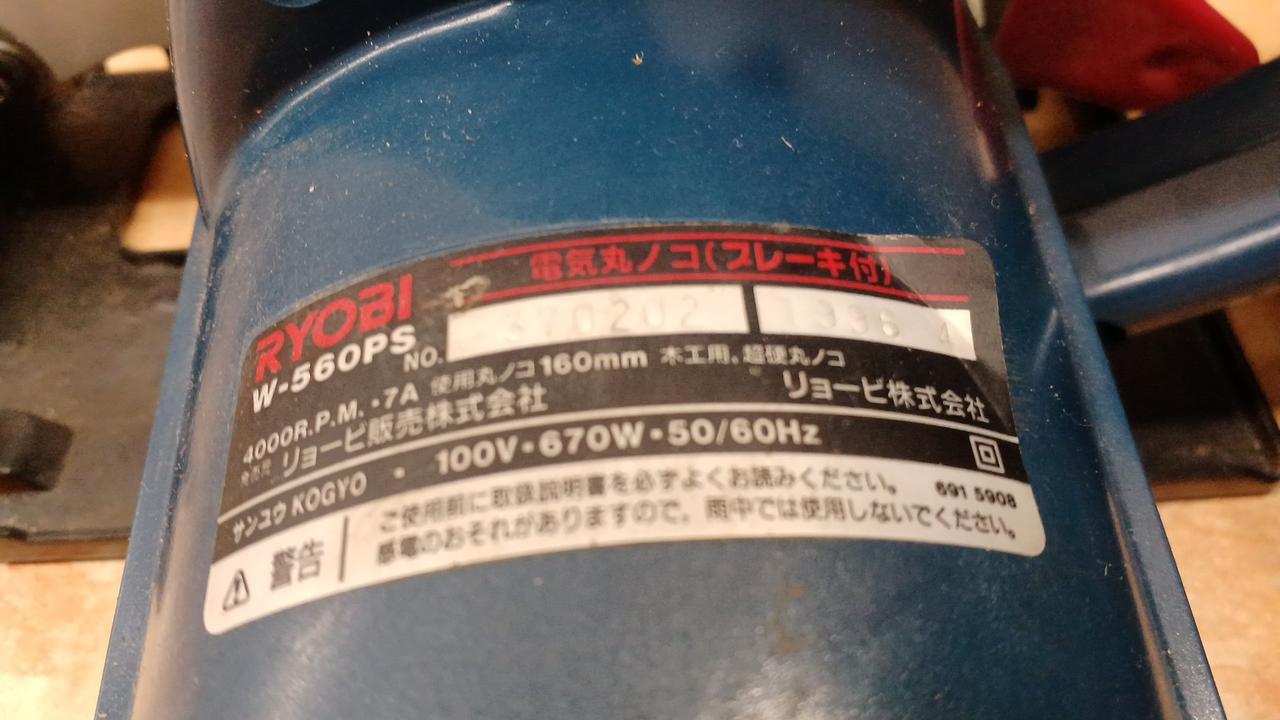 電気丸ノコ(ブレーキ付)
RYOBI
W-560PS
NO.
4000R.P.M.・7A 使用丸ノコ160mm 木工用、超硬丸ノコ
発売元 リョービ販売株式会社 リョービ株式会社
サンユウ KOGYO ・ 100V・670W・50/60Hz
警告
ご使用前に取扱説明書を必ずよくお読みください。 691 5908
感電のおそれがありますので、雨中では使用しないでください。